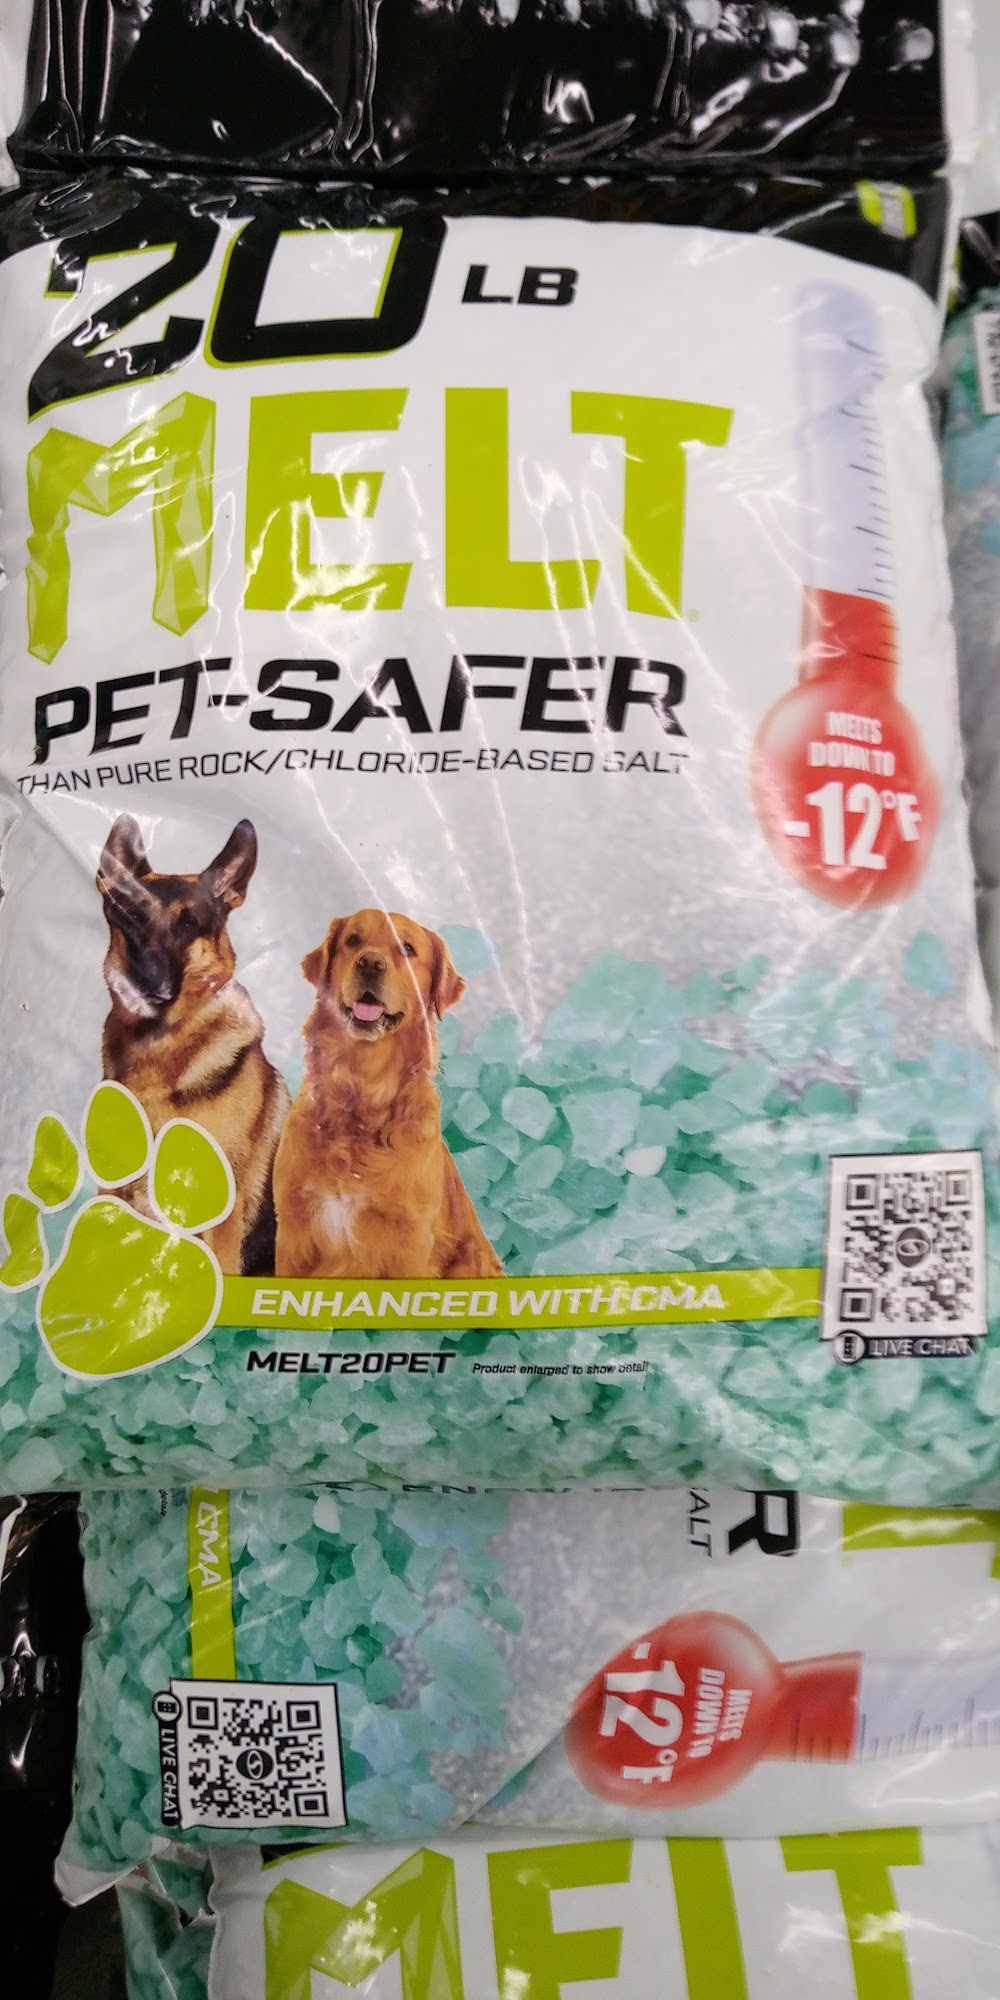 20 LB
MELT
PET-SAFER
THAN PURE ROCK/CHLORIDE-BASED SALT
MELTS
DOWN TO
-12°F
ENHANCED WITH CMA
MELT20PET Product enlarged to show detail
LIVE CHAT
CMA
ALT
R
MELTS
DOWN TO
-12°F
LIVE CHAT
MELT